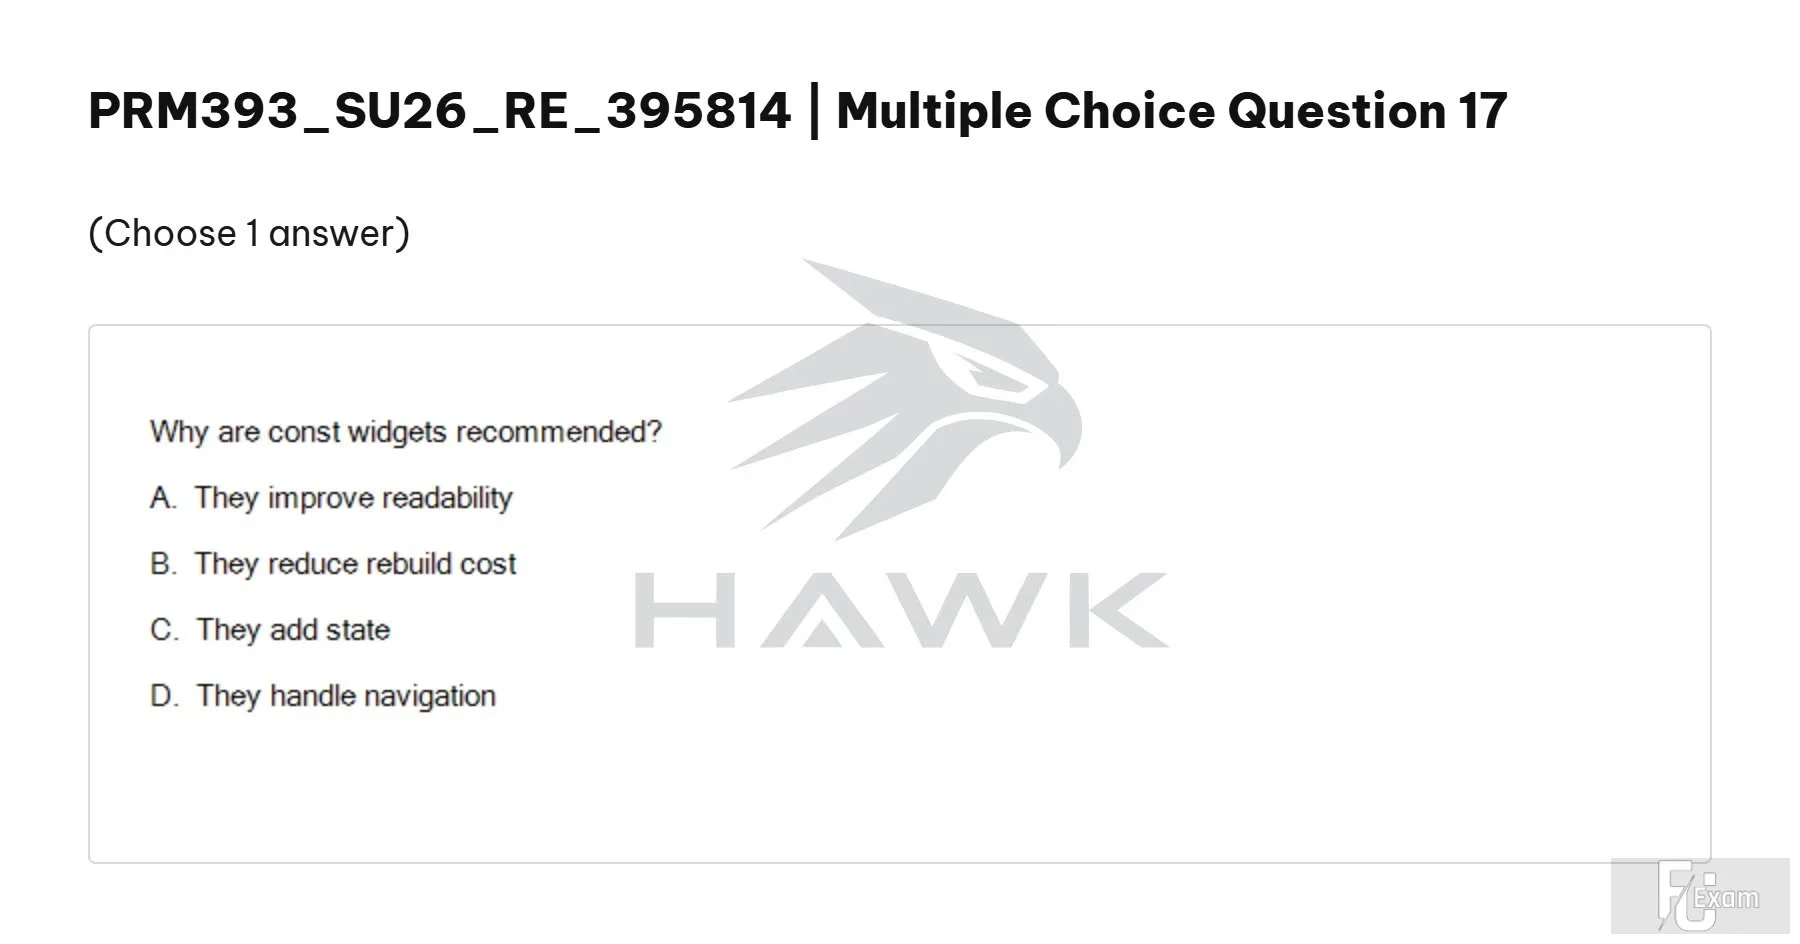 PRM393_SU26_RE_395814 | Multiple Choice Question 17
(Choose 1 answer)
Why are const widgets recommended?
A. They improve readability
B. They reduce rebuild cost
C. They add state
D. They handle navigation
HAWK
FU Exam